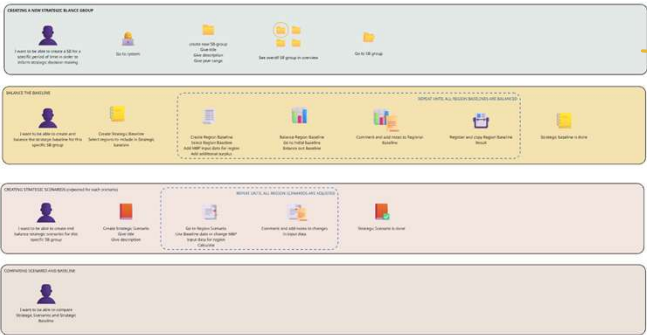 CREATING A NEW STRATEGIC BLANCE GROUP
I want to be able to create a SB for a
specific period of time in order to
inform strategic decision making
Go to system
create new SB group
Give title
Give description
Give year range
See overall SB group in overview
Go to SB group
BALANCE THE BASELINE
REPEAT UNTIL ALL REGION BASELINES ARE BALANCED
I want to be able to create and
balance the strategic baseline for this
specific SB group
Create Strategic Baseline
Select regions to include in Strategic
baseline
Create Region Baseline
Initiate Region Baseline
Add input data for region
Add additional surplus
Balance Region Baseline
Go to Initial Baseline
Balance out baseline
Comment and add notes to Region
Baseline
Register and copy Region Baseline
Result
Strategic baseline is done
CREATING STRATEGIC SCENARIOS repeated for each scenario
REPEAT UNTIL ALL REGION SCENARIOS ARE ADJUSTED
I want to be able to create and
balance strategic scenarios for this
specific SB group
Create Strategic Scenario
Give title
Give description
Go to Region Scenario
Use Baseline data or change
input data for region
Calculate
Comment and add notes to changes
in input data
Strategic Scenario is done
COMPARING SCENARIOS AND BASELINE
I want to be able to compare
Strategic Scenarios and Strategic
Baseline